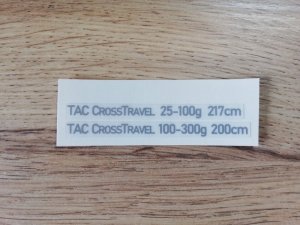 TAC CROSSTRAVEL 25-100g 217cm
TAC CROSSTRAVEL 100-300g 200cm